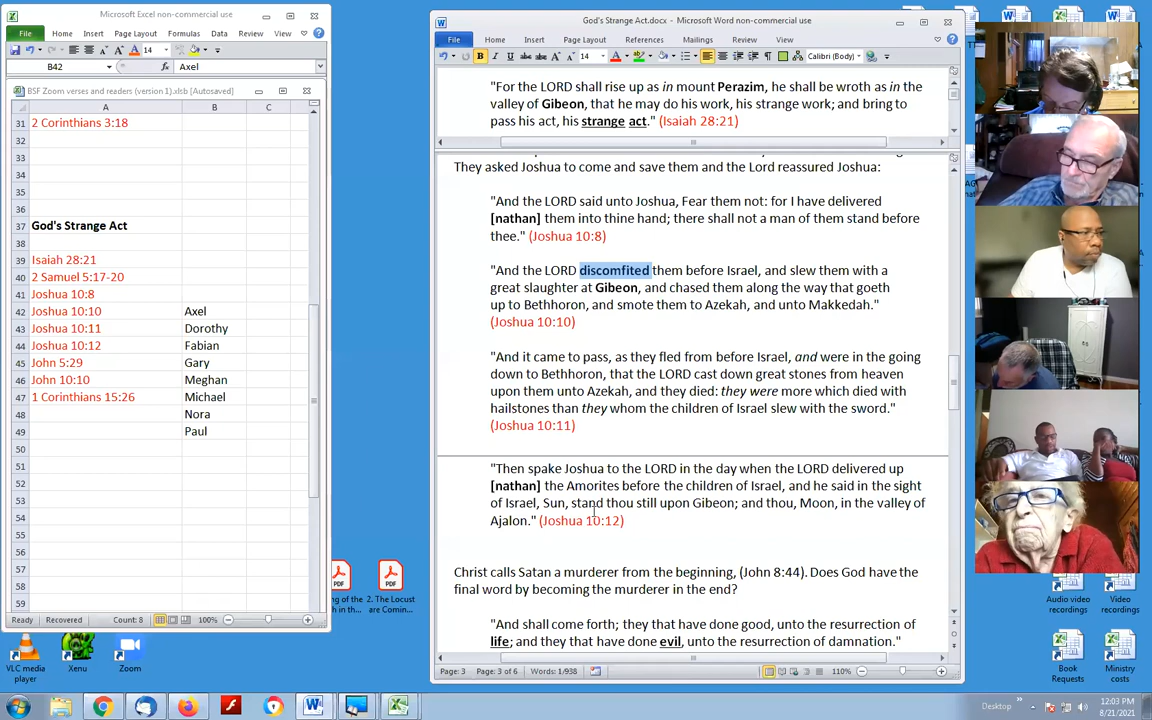 Microsoft Excel non-commercial use
File Home Insert Page Layout Formulas Data Review View
14
B42 fx Axel
BSF Zoom verses and readers (version 1).xlsb [Autosaved]
A B C
31 2 Corinthians 3:18
32
33
34
35
36
37 God's Strange Act
38
39 Isaiah 28:21
40 2 Samuel 5:17-20
41 Joshua 10:8
42 Joshua 10:10 Axel
43 Joshua 10:11 Dorothy
44 Joshua 10:12 Fabian
45 John 5:29 Gary
46 John 10:10 Meghan
47 1 Corinthians 15:26 Michael
48 Nora
49 Paul
50
51
52
53
54
55
56
57
58
59
Ready Recovered Count: 8 100%
God's Strange Act.docx - Microsoft Word non-commercial use
File Home Insert Page Layout References Mailings Review View
B I U abc 14 A Calibri (Body)
"For the LORD shall rise up as in mount Perazim, he shall be wroth as in the
valley of Gibeon, that he may do his work, his strange work; and bring to
pass his act, his strange act." (Isaiah 28:21)
They asked Joshua to come and save them and the Lord reassured Joshua:
"And the LORD said unto Joshua, Fear them not: for I have delivered
[nathan] them into thine hand; there shall not a man of them stand before
thee." (Joshua 10:8)
"And the LORD discomfited them before Israel, and slew them with a
great slaughter at Gibeon, and chased them along the way that goeth
up to Bethhoron, and smote them to Azekah, and unto Makkedah."
(Joshua 10:10)
"And it came to pass, as they fled from before Israel, and were in the going
down to Bethhoron, that the LORD cast down great stones from heaven
upon them unto Azekah, and they died: they were more which died with
hailstones than they whom the children of Israel slew with the sword."
(Joshua 10:11)
"Then spake Joshua to the LORD in the day when the LORD delivered up
[nathan] the Amorites before the children of Israel, and he said in the sight
of Israel, Sun, stand thou still upon Gibeon; and thou, Moon, in the valley of
Ajalon." (Joshua 10:12)
Christ calls Satan a murderer from the beginning, (John 8:44). Does God have the
final word by becoming the murderer in the end?
"And shall come forth; they that have done good, unto the resurrection of
life; and they that have done evil, unto the resurrection of damnation."
Page: 3 Page: 3 of 6 Words: 1/938 110%
PDF PDF
2. The Locust
are Comin...
VLC media
player
Xenu
Zoom
Audio video
recordings
Video
recordings
Book
Requests
Ministry
costs
Desktop
12:03 PM
8/21/2021